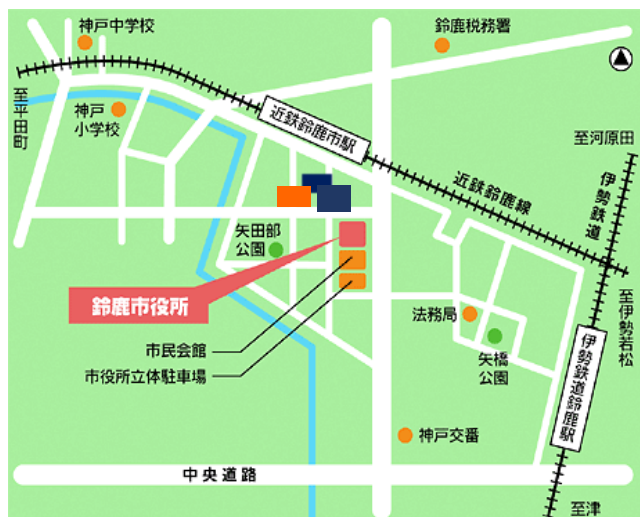 神戸中学校
鈴鹿税務署
至平田町
神戸
小学校
近鉄鈴鹿市駅
至河原田
伊勢鉄道
近鉄鈴鹿線
矢田部
公園
鈴鹿市役所
至伊勢若松
法務局
矢橋
公園
伊勢鉄道鈴鹿駅
市民会館
市役所立体駐車場
神戸交番
中央道路
至津